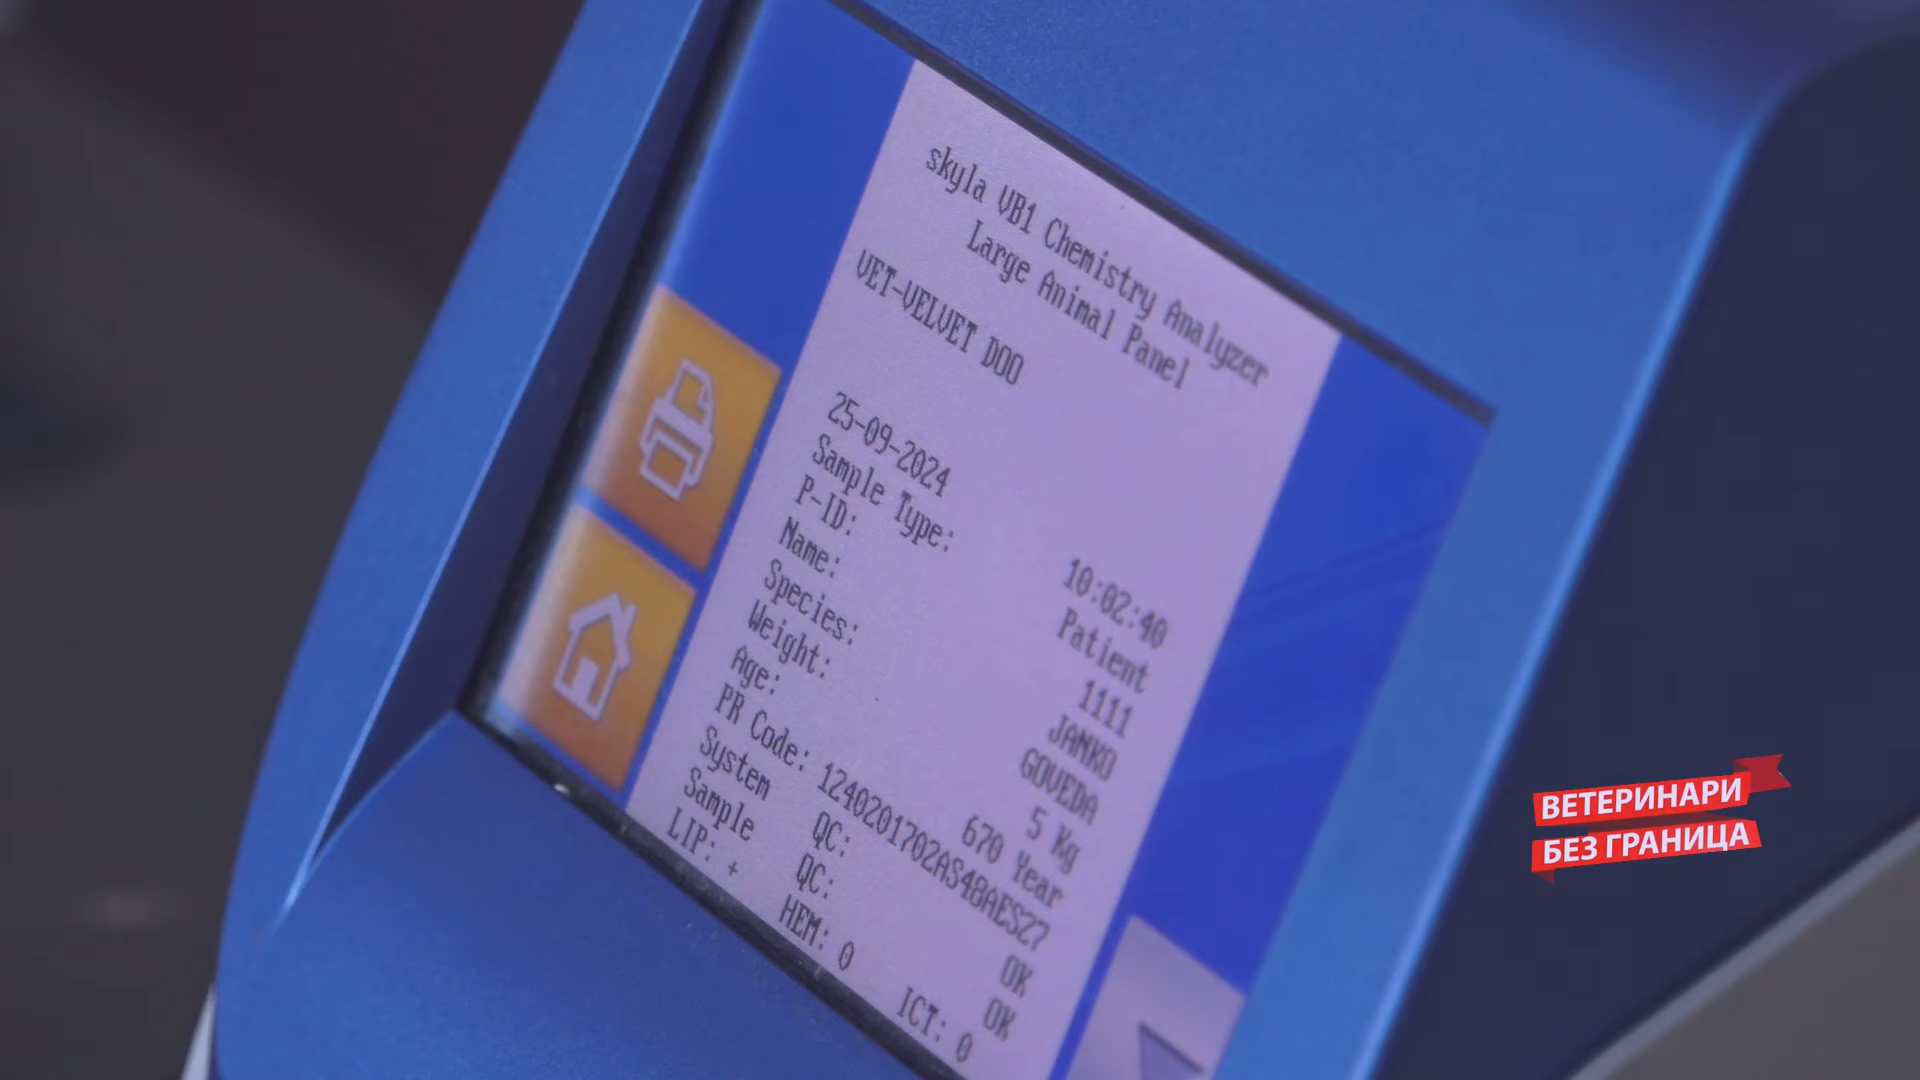 skyla VB1 Chemistry Analyzer
Large Animal Panel
VET-VELVET DOO
25-09-2024 10:02:40
Sample Type: Patient
P-ID: 1111
Name: JANKO
Species: GOVEDA
Weight: 5 Kg
Age: 670 Year
PR Code: 1240201702AS48AESZ7
System QC: OK
Sample QC: OK
LIP: + HEM: 0 ICT: 0
ВЕТЕРИНАРИ
БЕЗ ГРАНИЦА